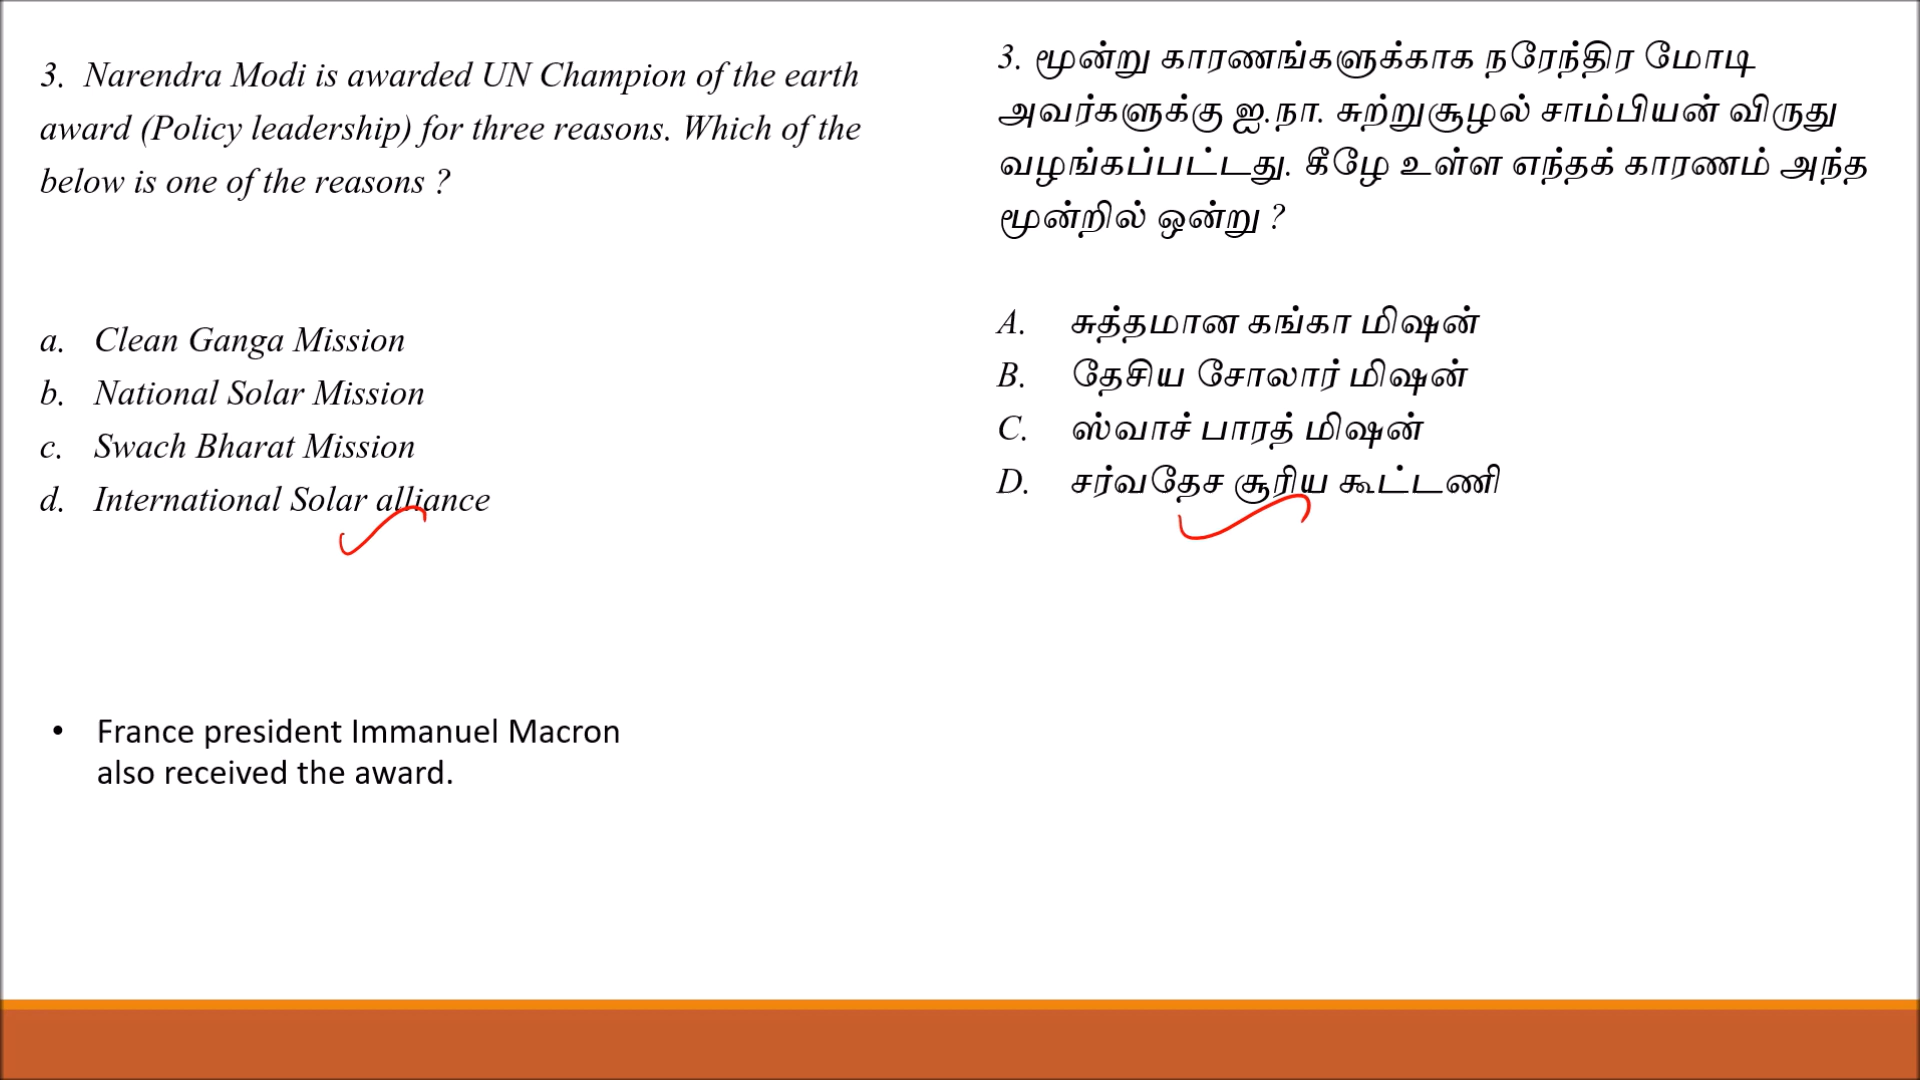 3. Narendra Modi is awarded UN Champion of the earth
award (Policy leadership) for three reasons. Which of the
below is one of the reasons ?
a. Clean Ganga Mission
b. National Solar Mission
c. Swach Bharat Mission
d. International Solar alliance
• France president Immanuel Macron
also received the award.
3. மூன்று காரணங்களுக்காக நரேந்திர மோடி
அவர்களுக்கு ஐ.நா. சுற்றுசூழல் சாம்பியன் விருது
வழங்கப்பட்டது. கீழே உள்ள எந்தக் காரணம் அந்த
மூன்றில் ஒன்று ?
A. சுத்தமான கங்கா மிஷன்
B. தேசிய சோலார் மிஷன்
C. ஸ்வாச் பாரத் மிஷன்
D. சர்வதேச சூரிய கூட்டணி